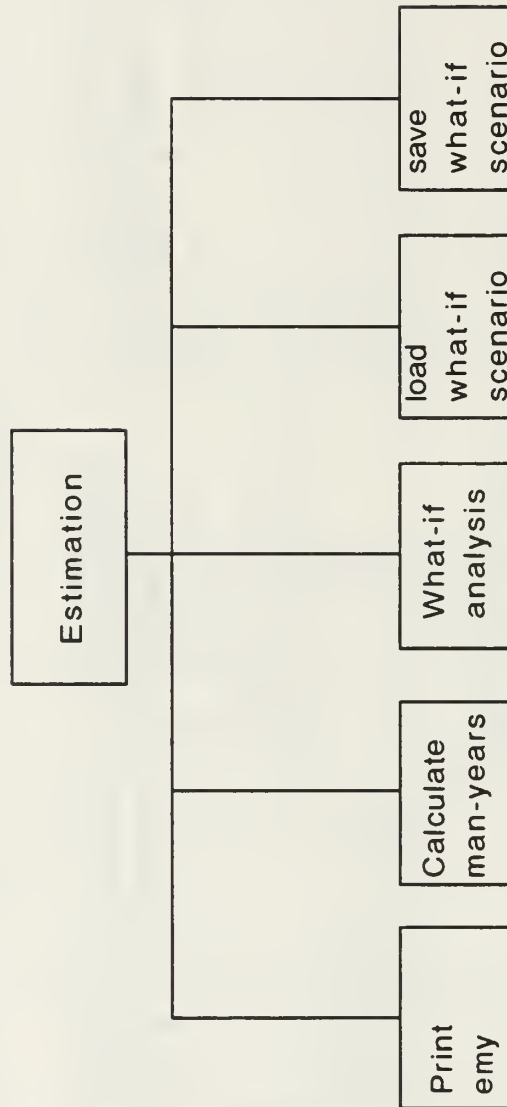 Estimation
Print
emy
Calculate
man-years
What-if
analysis
load
what-if
scenario
save
what-if
scenario